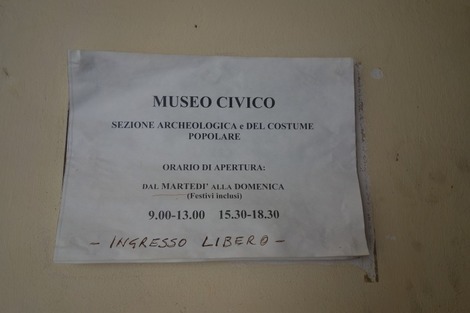 MUSEO CIVICO
SEZIONE ARCHEOLOGICA e DEL COSTUME
POPOLARE
ORARIO DI APERTURA:
DAL MARTEDI' ALLA DOMENICA
(Festivi inclusi)
9.00-13.00 15.30-18.30
- INGRESSO LIBERO -